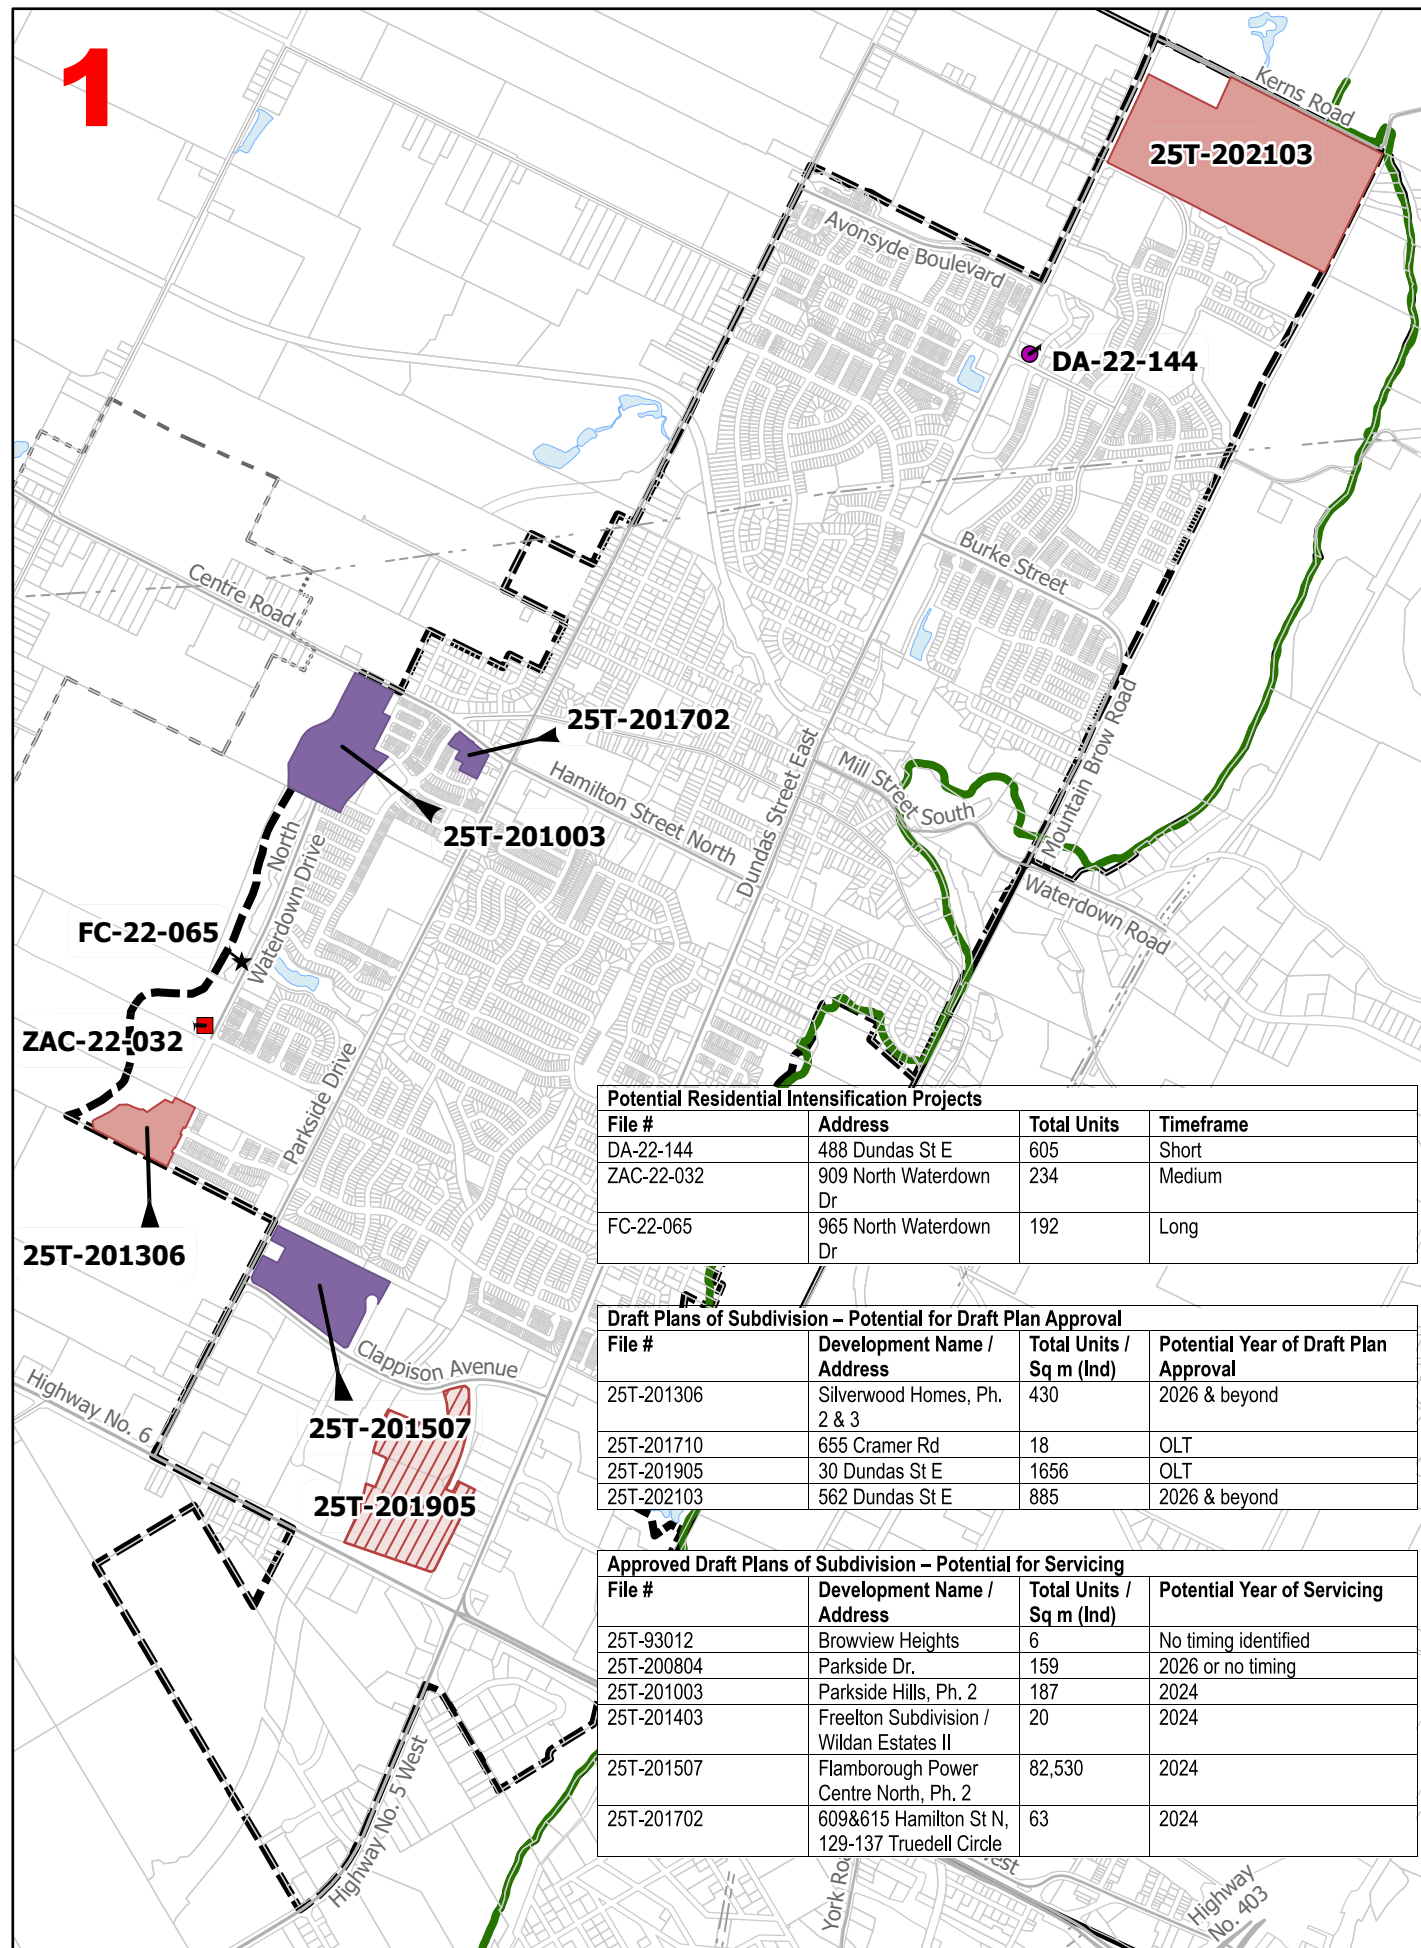 1
Kerns Road
25T-202103
Avonsyde Boulevard
DA-22-144
Burke Street
Centre Road
25T-201702
Hamilton Street North
25T-201003
Dundas Street East
Mill Street South
Mountain Brow Road
Waterdown Road
North
Waterdown Drive
FC-22-065
ZAC-22-032
Parkside Drive
25T-201306
Clappison Avenue
Highway No. 6
25T-201507
25T-201905
Highway No. 5 West
Potential Residential Intensification Projects
File # Address Total Units Timeframe
DA-22-144 488 Dundas St E 605 Short
ZAC-22-032 909 North Waterdown 234 Medium
Dr
FC-22-065 965 North Waterdown 192 Long
Dr
Draft Plans of Subdivision – Potential for Draft Plan Approval
File # Development Name / Total Units / Potential Year of Draft Plan
Address Sq m (Ind) Approval
25T-201306 Silverwood Homes, Ph. 430 2026 & beyond
2 & 3
25T-201710 655 Cramer Rd 18 OLT
25T-201905 30 Dundas St E 1656 OLT
25T-202103 562 Dundas St E 885 2026 & beyond
Approved Draft Plans of Subdivision – Potential for Servicing
File # Development Name / Total Units / Potential Year of Servicing
Address Sq m (Ind)
25T-93012 Browview Heights 6 No timing identified
25T-200804 Parkside Dr. 159 2026 or no timing
25T-201003 Parkside Hills, Ph. 2 187 2024
25T-201403 Freelton Subdivision / 20 2024
Wildan Estates II
25T-201507 Flamborough Power 82,530 2024
Centre North, Ph. 2
25T-201702 609&615 Hamilton St N, 63 2024
129-137 Truedell Circle
York
Highway
No. 403